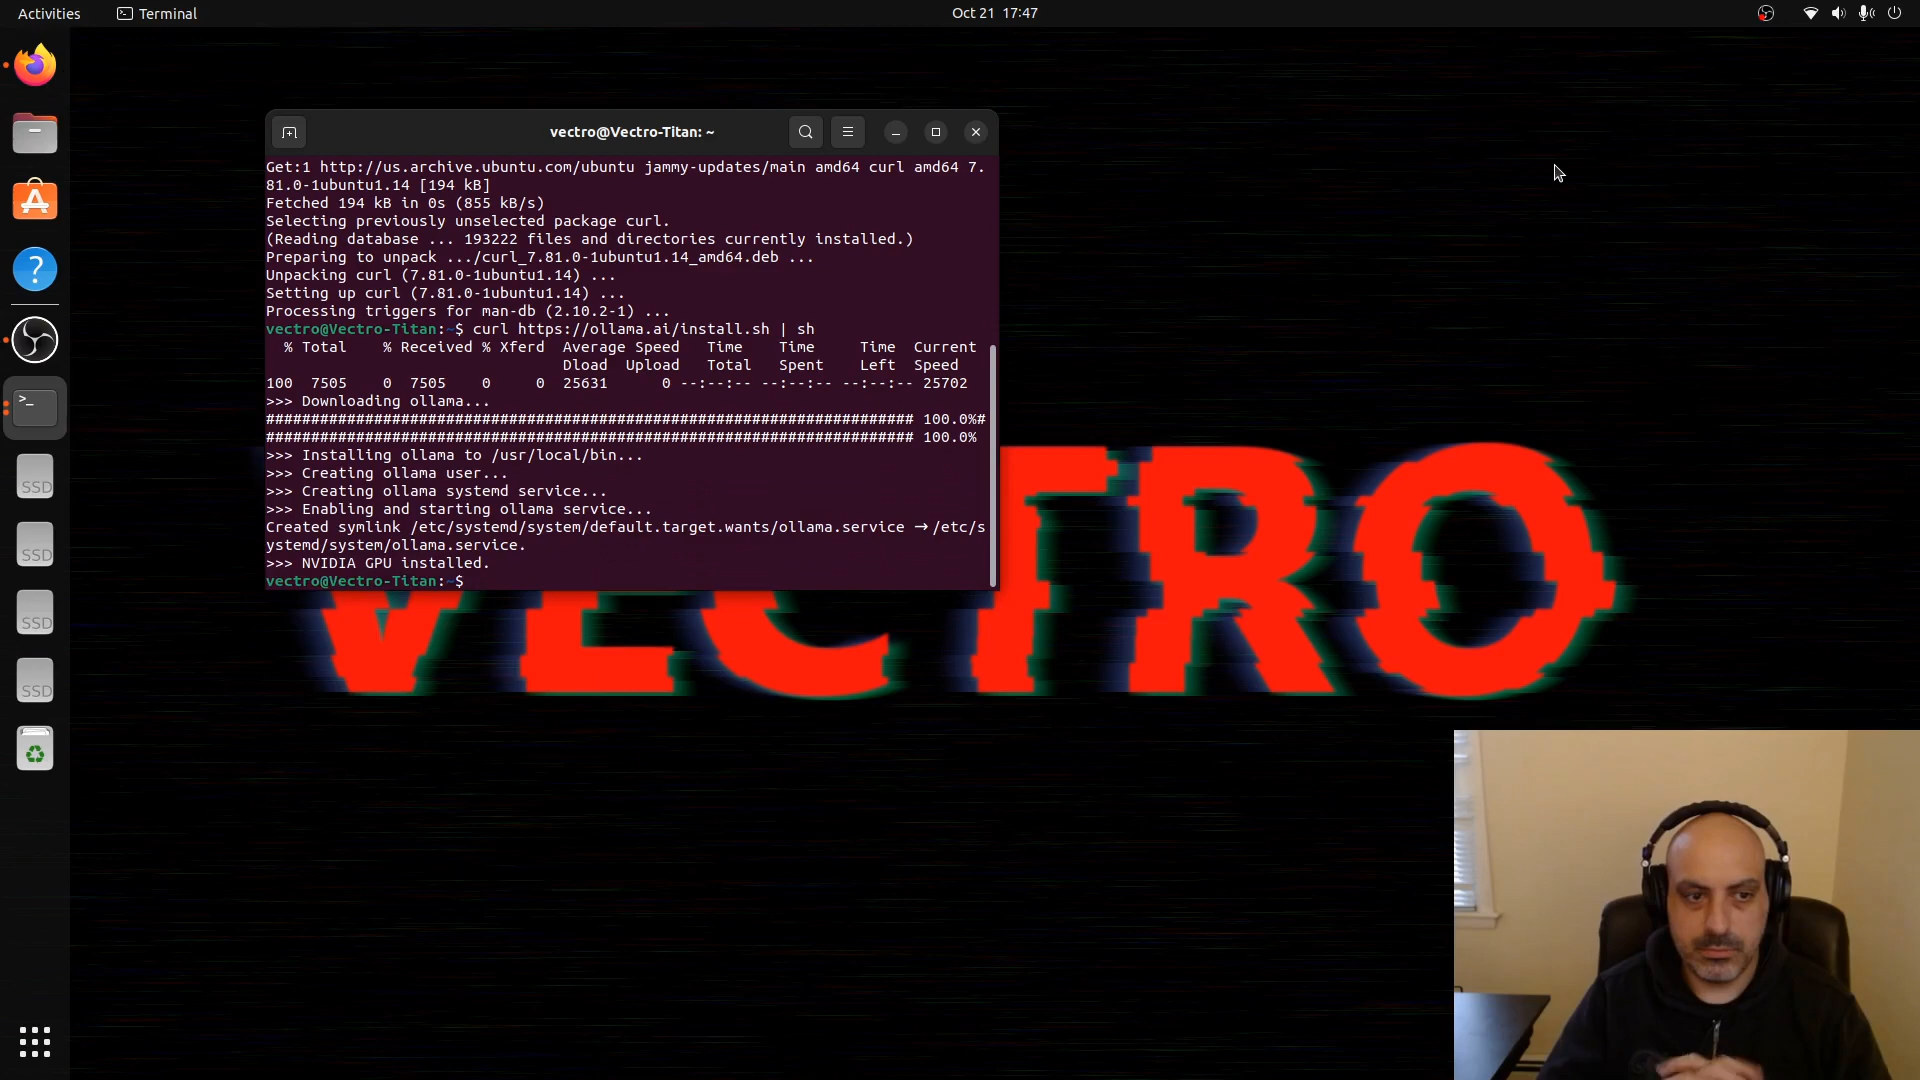 Activities
Terminal
Oct 21 17:47
vectro@Vectro-Titan: ~
Get:1 http://us.archive.ubuntu.com/ubuntu jammy-updates/main amd64 curl amd64 7.
81.0-1ubuntu1.14 [194 kB]
Fetched 194 kB in 0s (855 kB/s)
Selecting previously unselected package curl.
(Reading database ... 193222 files and directories currently installed.)
Preparing to unpack .../curl_7.81.0-1ubuntu1.14_amd64.deb ...
Unpacking curl (7.81.0-1ubuntu1.14) ...
Setting up curl (7.81.0-1ubuntu1.14) ...
Processing triggers for man-db (2.10.2-1) ...
vectro@Vectro-Titan:~$ curl https://ollama.ai/install.sh | sh
  % Total    % Received % Xferd  Average Speed   Time    Time     Time  Current
                                 Dload  Upload   Total   Spent    Left  Speed
100  7505    0  7505    0     0  25631      0 --:--:-- --:--:-- --:--:-- 25702
>>> Downloading ollama...
######################################################################## 100.0%#
######################################################################## 100.0%
>>> Installing ollama to /usr/local/bin...
>>> Creating ollama user...
>>> Creating ollama systemd service...
>>> Enabling and starting ollama service...
Created symlink /etc/systemd/system/default.target.wants/ollama.service → /etc/s
ystemd/system/ollama.service.
>>> NVIDIA GPU installed.
vectro@Vectro-Titan:~$
VECTRO
SSD
SSD
SSD
SSD